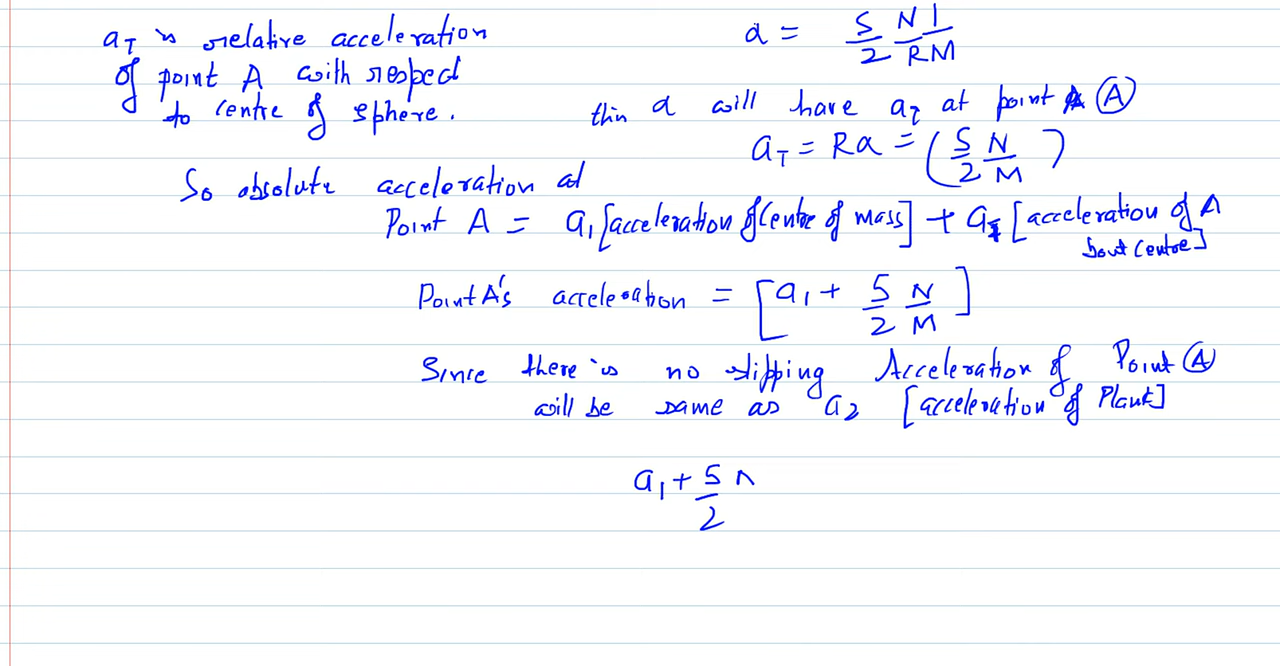 a_T is relative acceleration
of point A with respect
to centre of sphere.
α = 5/2 N/R 1/M
this α will have a_T at point (A)
a_T = Rα = (5/2 N/M)
So absolute acceleration at
Point A = a₁ [acceleration of Centre of mass] + a_T [acceleration of A
bout Centre]
Point A's acceleration = [a₁ + 5/2 N/M]
Since there is no slipping Acceleration of Point (A)
will be same as a₂ [acceleration of Plank]
a₁ + 5/2